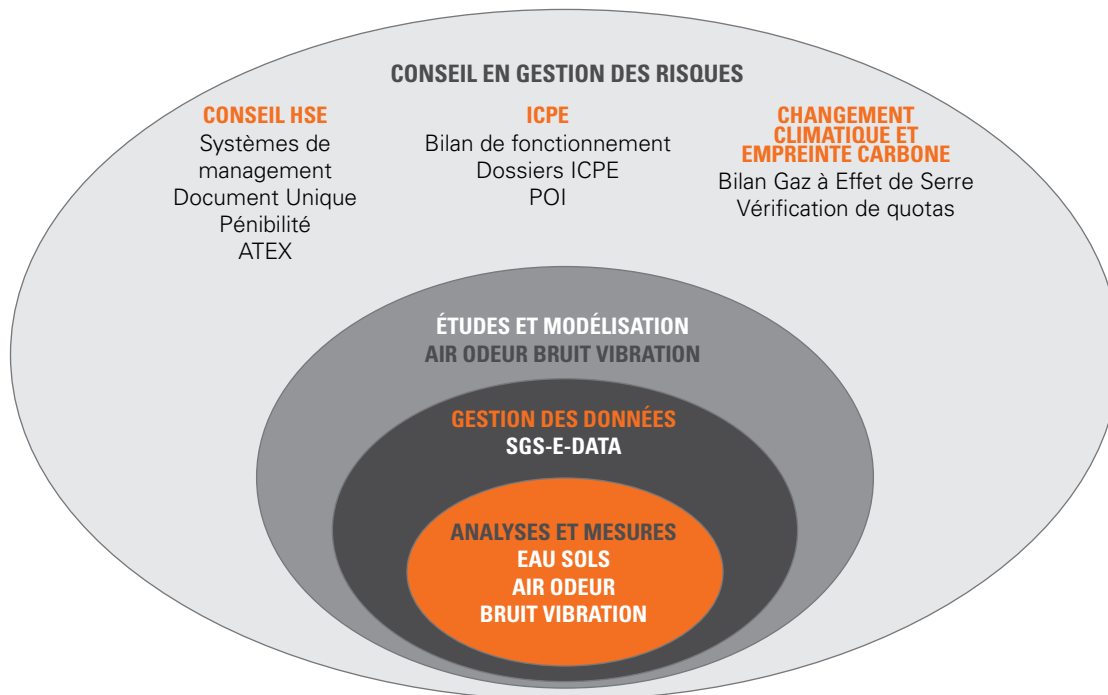 CONSEIL EN GESTION DES RISQUES
CONSEIL HSE
Systèmes de
management
Document Unique
Pénibilité
ATEX
ICPE
Bilan de fonctionnement
Dossiers ICPE
POI
CHANGEMENT
CLIMATIQUE ET
EMPREINTE CARBONE
Bilan Gaz à Effet de Serre
Vérification de quotas
ÉTUDES ET MODÉLISATION
AIR ODEUR BRUIT VIBRATION
GESTION DES DONNÉES
SGS-E-DATA
ANALYSES ET MESURES
EAU SOLS
AIR ODEUR
BRUIT VIBRATION